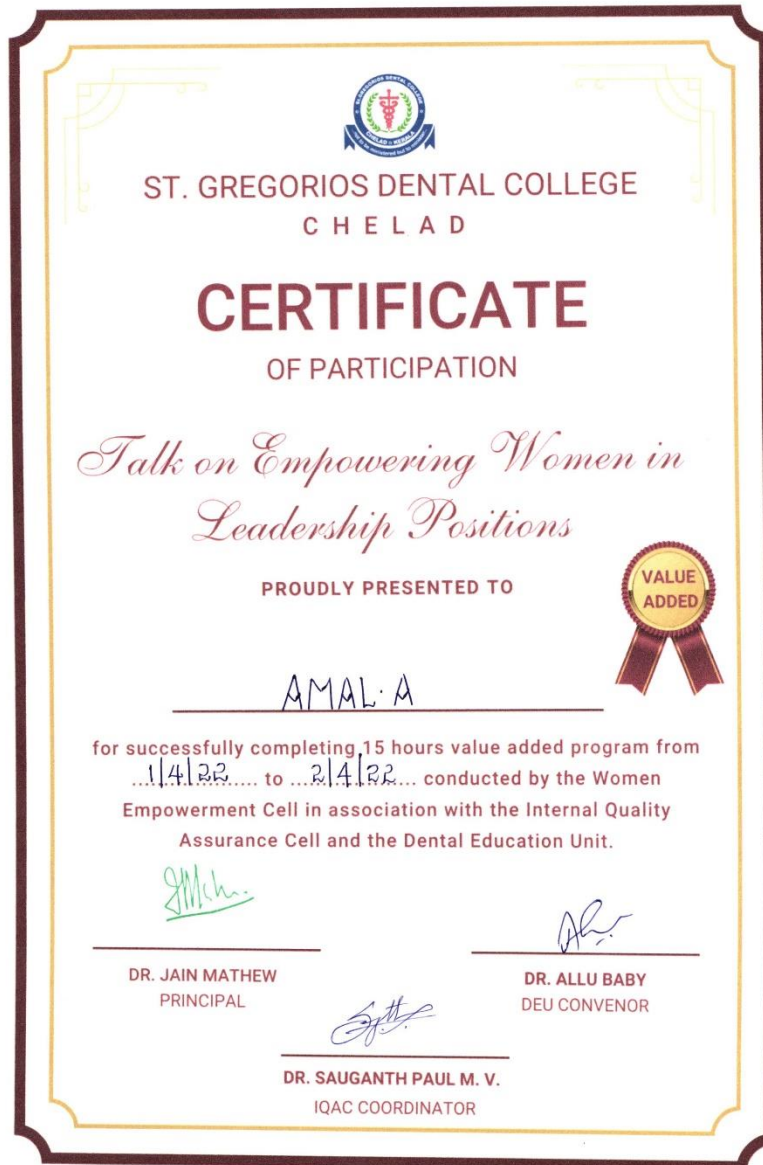 ST. GREGORIOS DENTAL COLLEGE
CHELAD
CERTIFICATE
OF PARTICIPATION
Talk on Empowering Women in
Leadership Positions
PROUDLY PRESENTED TO
VALUE
ADDED
AMAL. A
for successfully completing 15 hours value added program from
1/4/22 to 2/4/22 conducted by the Women
Empowerment Cell in association with the Internal Quality
Assurance Cell and the Dental Education Unit.
DR. JAIN MATHEW
PRINCIPAL
DR. ALLU BABY
DEU CONVENOR
DR. SAUGANTH PAUL M. V.
IQAC COORDINATOR